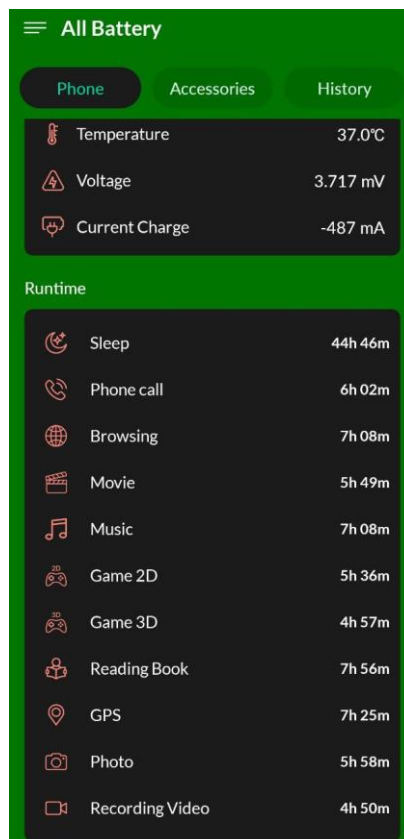 All Battery
Phone Accessories History
Temperature 37.0°C
Voltage 3.717 mV
Current Charge -487 mA
Runtime
Sleep 44h 46m
Phone call 6h 02m
Browsing 7h 08m
Movie 5h 49m
Music 7h 08m
2D
Game 2D 5h 36m
3D
Game 3D 4h 57m
Reading Book 7h 56m
GPS 7h 25m
Photo 5h 58m
Recording Video 4h 50m